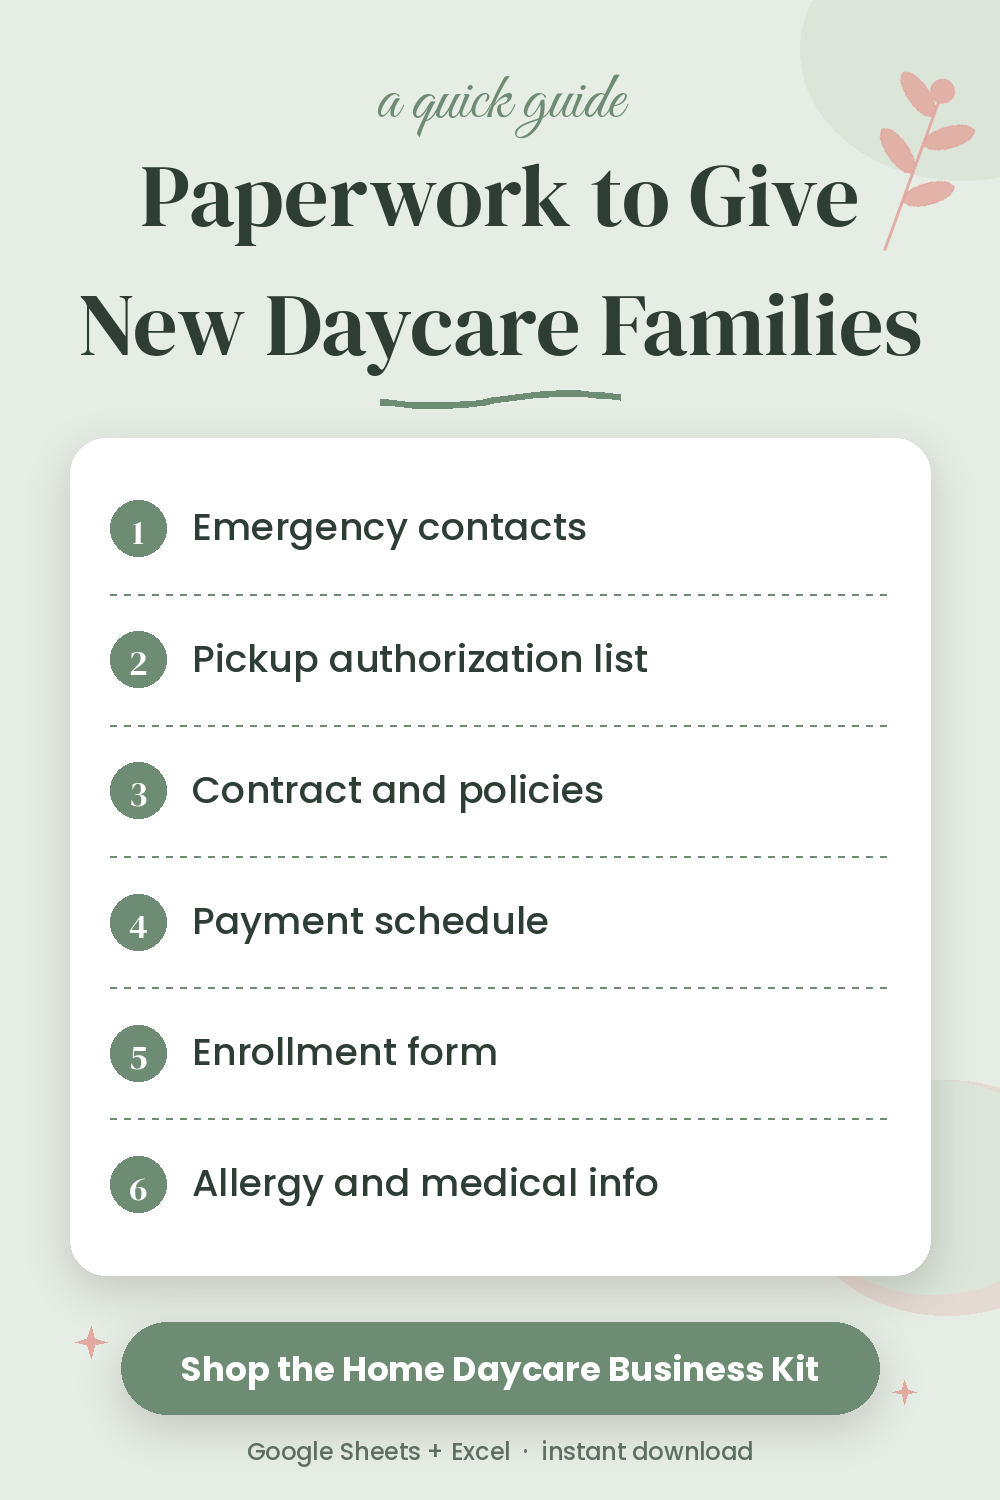 a quick guide
Paperwork to Give
New Daycare Families
1 Emergency contacts
2 Pickup authorization list
3 Contract and policies
4 Payment schedule
5 Enrollment form
6 Allergy and medical info
Shop the Home Daycare Business Kit
Google Sheets + Excel · instant download